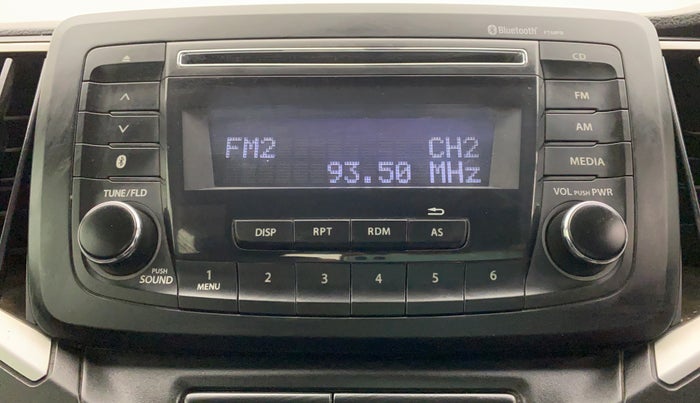 Bluetooth®
CD
FM
AM
MEDIA
FM2 CH2
93.50 MHz
TUNE/FLD
VOL PUSH PWR
DISP RPT RDM AS
PUSH
SOUND
1 2 3 4 5 6
MENU